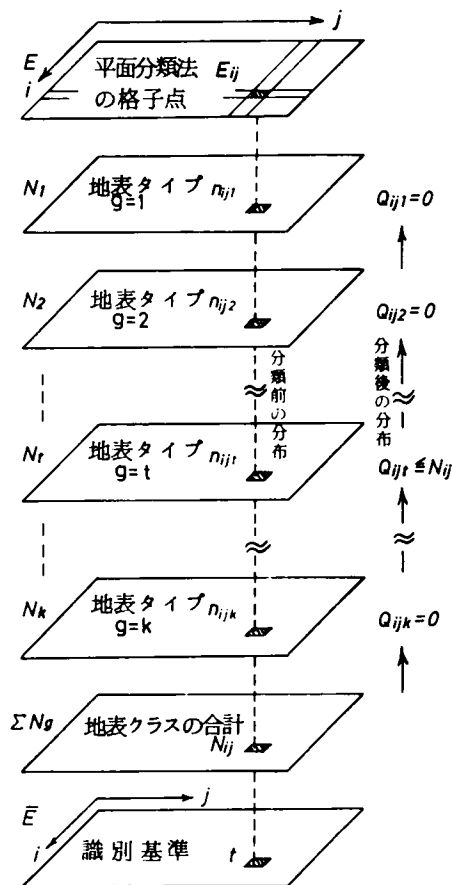 j
E
i
平面分類法
の格子点
Eij
N1
地表タイプ nij1
g=1
Qij1=0
N2
地表タイプ nij2
g=2
Qij2=0
分類前の分布
分類後の分布
Nt
地表タイプ nijt
g=t
Qijt≦Nij
Nk
地表タイプ nijk
g=k
Qijk=0
ΣNg
地表クラスの合計
Nij
E̅
j
i
識別基準
t